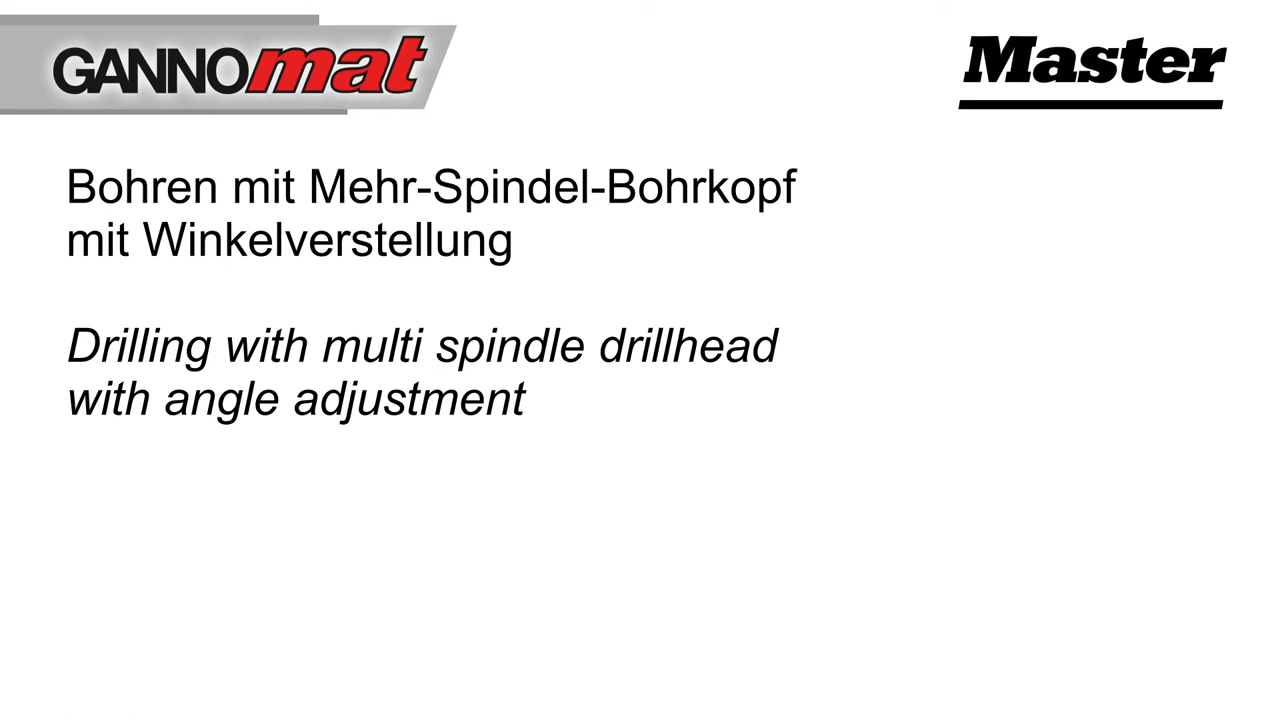 GANNOmat
Master
Bohren mit Mehr-Spindel-Bohrkopf
mit Winkelverstellung
Drilling with multi spindle drillhead
with angle adjustment